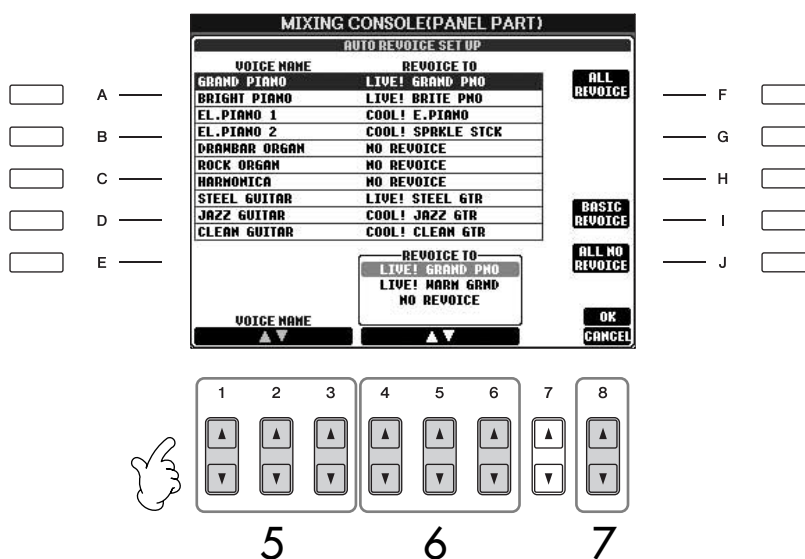 MIXING CONSOLE(PANEL PART)
AUTO REVOICE SET UP
VOICE NAME REVOICE TO
GRAND PIANO LIVE! GRAND PNO
BRIGHT PIANO LIVE! BRITE PNO
EL.PIANO 1 COOL! E.PIANO
EL.PIANO 2 COOL! SPRKLE STCK
DRAWBAR ORGAN NO REVOICE
ROCK ORGAN NO REVOICE
HARMONICA NO REVOICE
STEEL GUITAR LIVE! STEEL GTR
JAZZ GUITAR COOL! JAZZ GTR
CLEAN GUITAR COOL! CLEAN GTR
ALL
REVOICE
BASIC
REVOICE
ALL NO
REVOICE
REVOICE TO
LIVE! GRAND PNO
LIVE! WARM GRND
NO REVOICE
VOICE NAME
OK
CANCEL
A
B
C
D
E
F
G
H
I
J
1 2 3 4 5 6 7 8
5 6 7